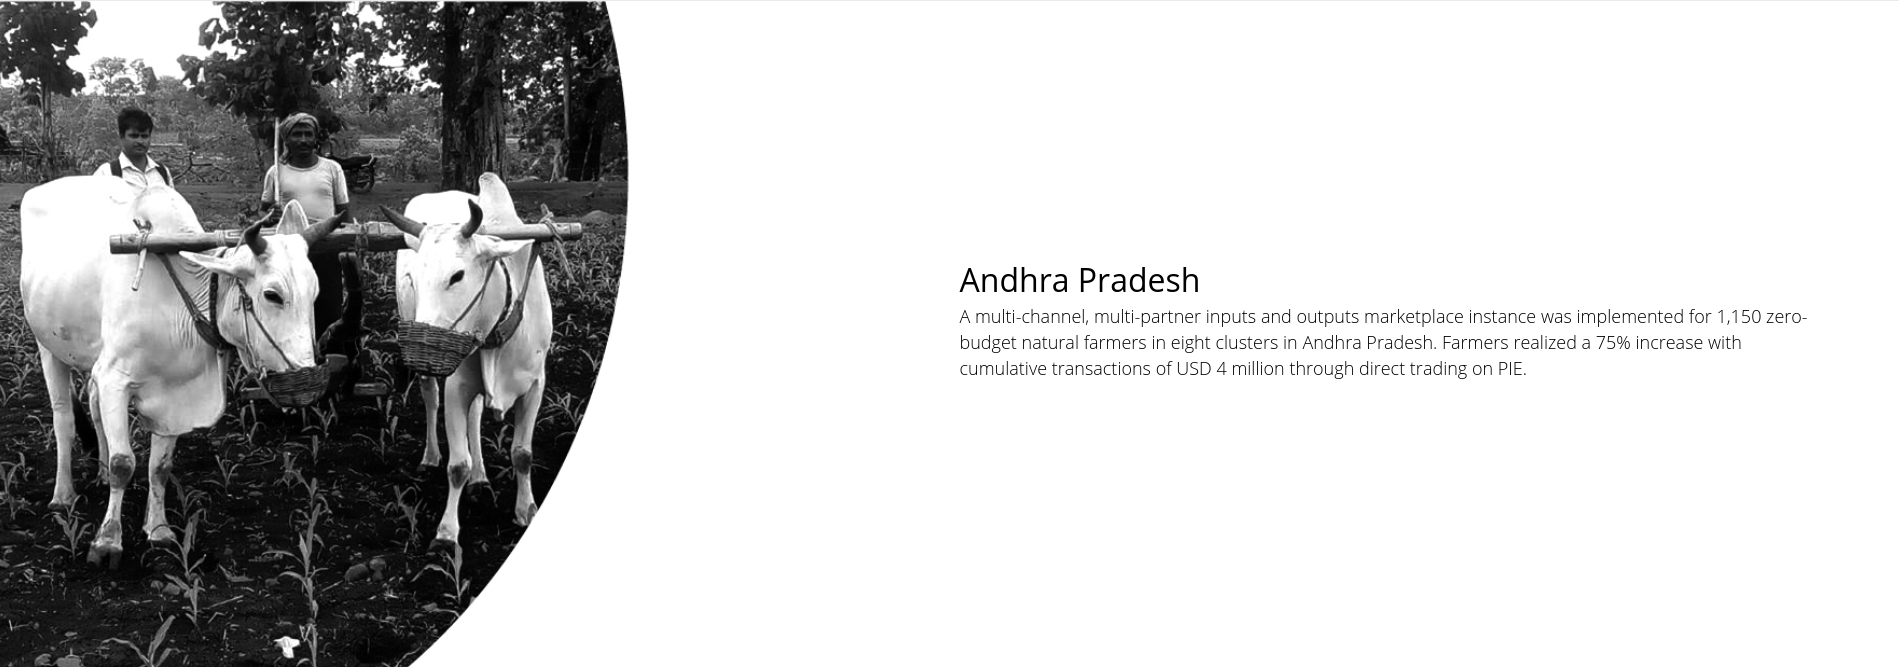 Andhra Pradesh
A multi-channel, multi-partner inputs and outputs marketplace instance was implemented for 1,150 zero-
budget natural farmers in eight clusters in Andhra Pradesh. Farmers realized a 75% increase with
cumulative transactions of USD 4 million through direct trading on PIE.